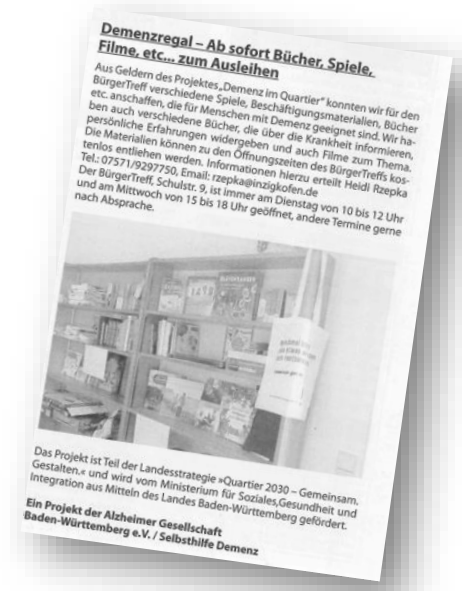 Demenzregal – Ab sofort Bücher, Spiele,
Filme, etc... zum Ausleihen
Aus Geldern des Projektes „Demenz im Quartier“ konnten wir für den
BürgerTreff verschiedene Spiele, Beschäftigungsmaterialien, Bücher
etc. anschaffen, die für Menschen mit Demenz geeignet sind. Wir ha-
ben auch verschiedene Bücher, die über die Krankheit informieren,
persönliche Erfahrungen widergeben und auch Filme zum Thema.
Die Materialien können zu den Öffnungszeiten des BürgerTreffs kos-
tenlos entliehen werden. Informationen hierzu erteilt Heidi Rzepka
Tel.: 07571/9297750, Email: rzepka@inzigkofen.de
Der BürgerTreff, Schulstr. 9, ist immer am Dienstag von 10 bis 12 Uhr
und am Mittwoch von 15 bis 18 Uhr geöffnet, andere Termine gerne
nach Absprache.
Das Projekt ist Teil der Landesstrategie »Quartier 2030 – Gemeinsam.
Gestalten.« und wird vom Ministerium für Soziales,Gesundheit und
Integration aus Mitteln des Landes Baden-Württemberg gefördert.
Ein Projekt der Alzheimer Gesellschaft
Baden-Württemberg e.V. / Selbsthilfe Demenz